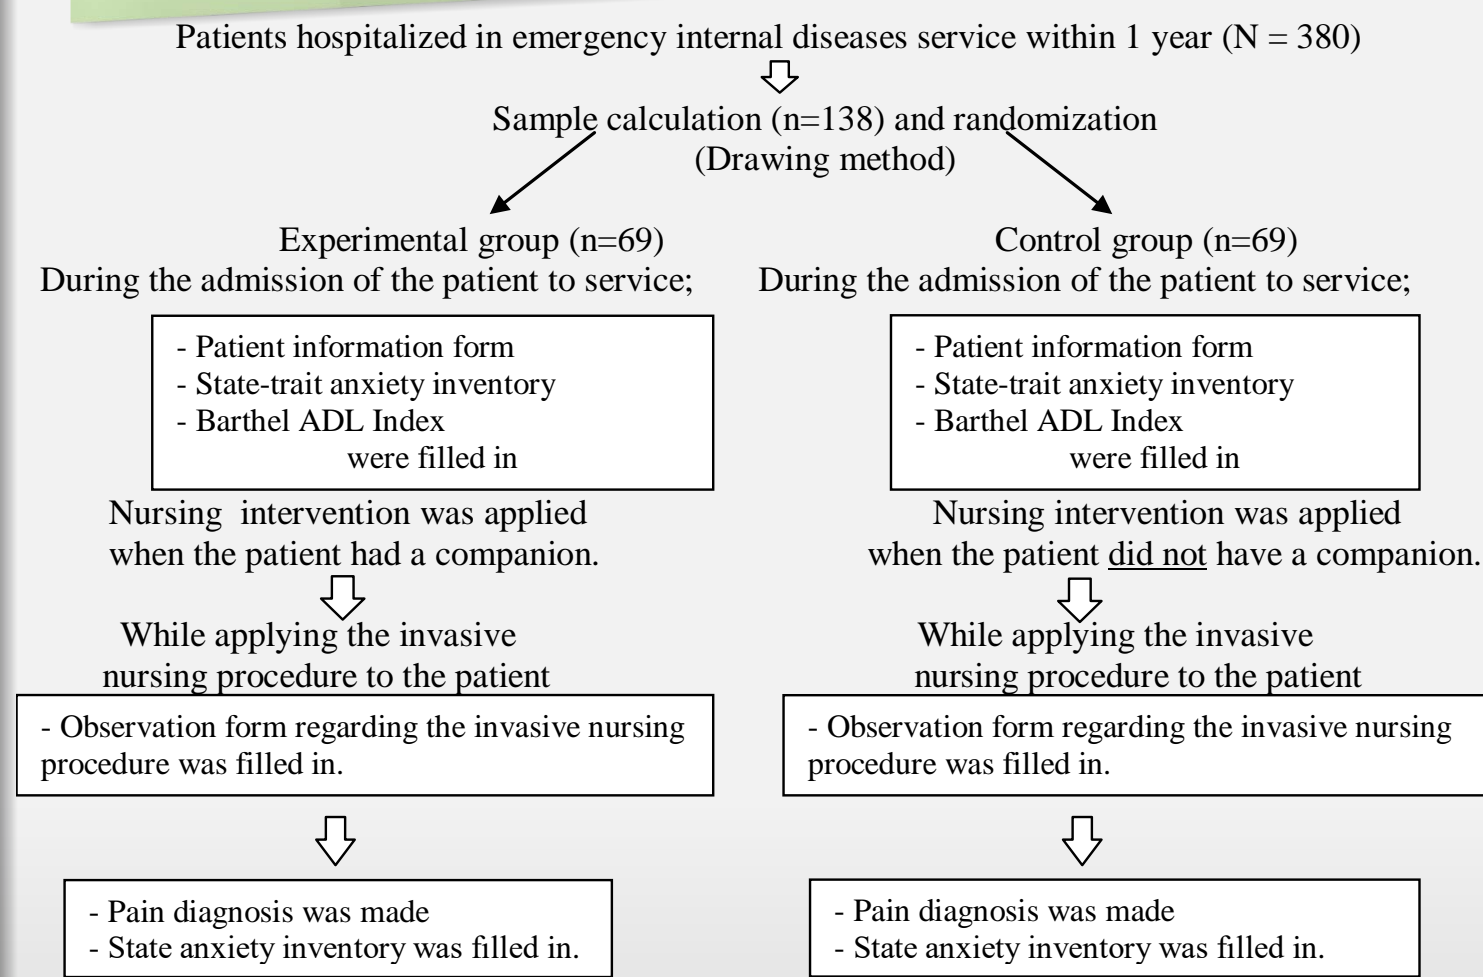 Patients hospitalized in emergency internal diseases service within 1 year (N = 380)
Sample calculation (n=138) and randomization
(Drawing method)
Experimental group (n=69)
During the admission of the patient to service;
- Patient information form
- State-trait anxiety inventory
- Barthel ADL Index
were filled in
Nursing intervention was applied
when the patient had a companion.
While applying the invasive
nursing procedure to the patient
- Observation form regarding the invasive nursing
procedure was filled in.
- Pain diagnosis was made
- State anxiety inventory was filled in.
Control group (n=69)
During the admission of the patient to service;
- Patient information form
- State-trait anxiety inventory
- Barthel ADL Index
were filled in
Nursing intervention was applied
when the patient did not have a companion.
While applying the invasive
nursing procedure to the patient
- Observation form regarding the invasive nursing
procedure was filled in.
- Pain diagnosis was made
- State anxiety inventory was filled in.